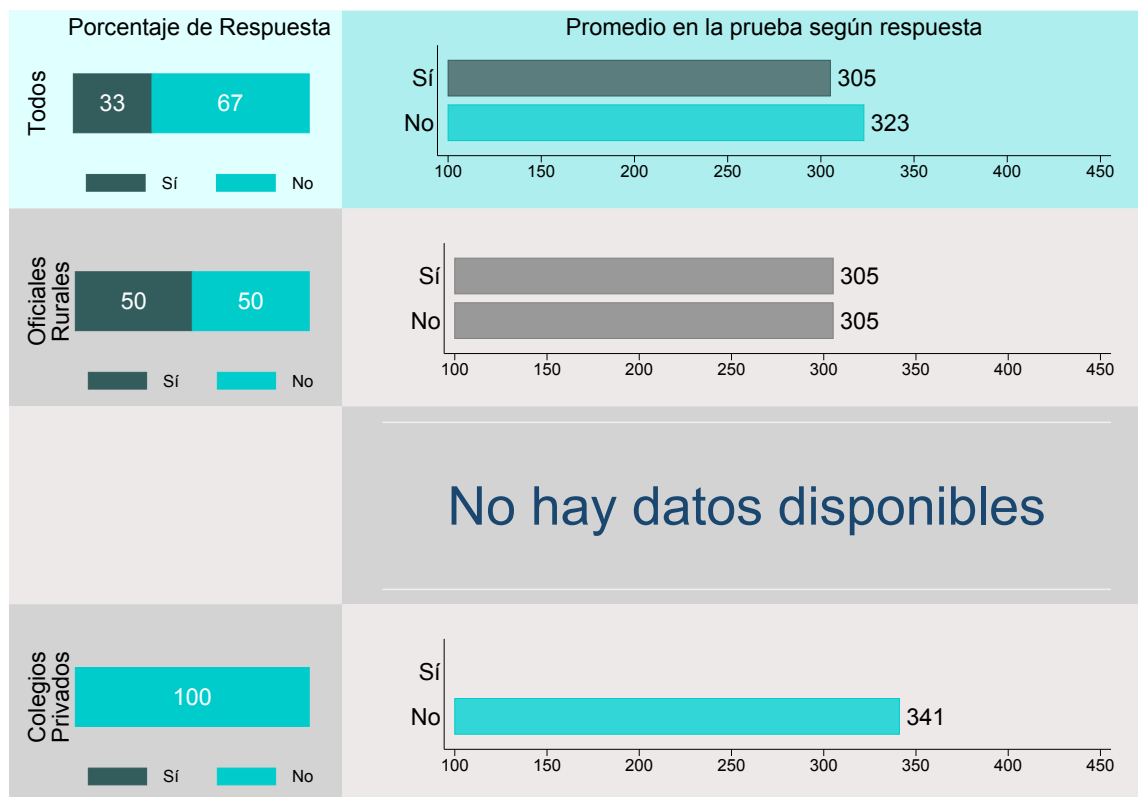 Porcentaje de Respuesta
Promedio en la prueba según respuesta
Todos
33 67
Sí No
Sí 305
No 323
100 150 200 250 300 350 400 450
Oficiales
Rurales
50 50
Sí No
Sí 305
No 305
100 150 200 250 300 350 400 450
No hay datos disponibles
Colegios
Privados
100
Sí No
Sí
No 341
100 150 200 250 300 350 400 450